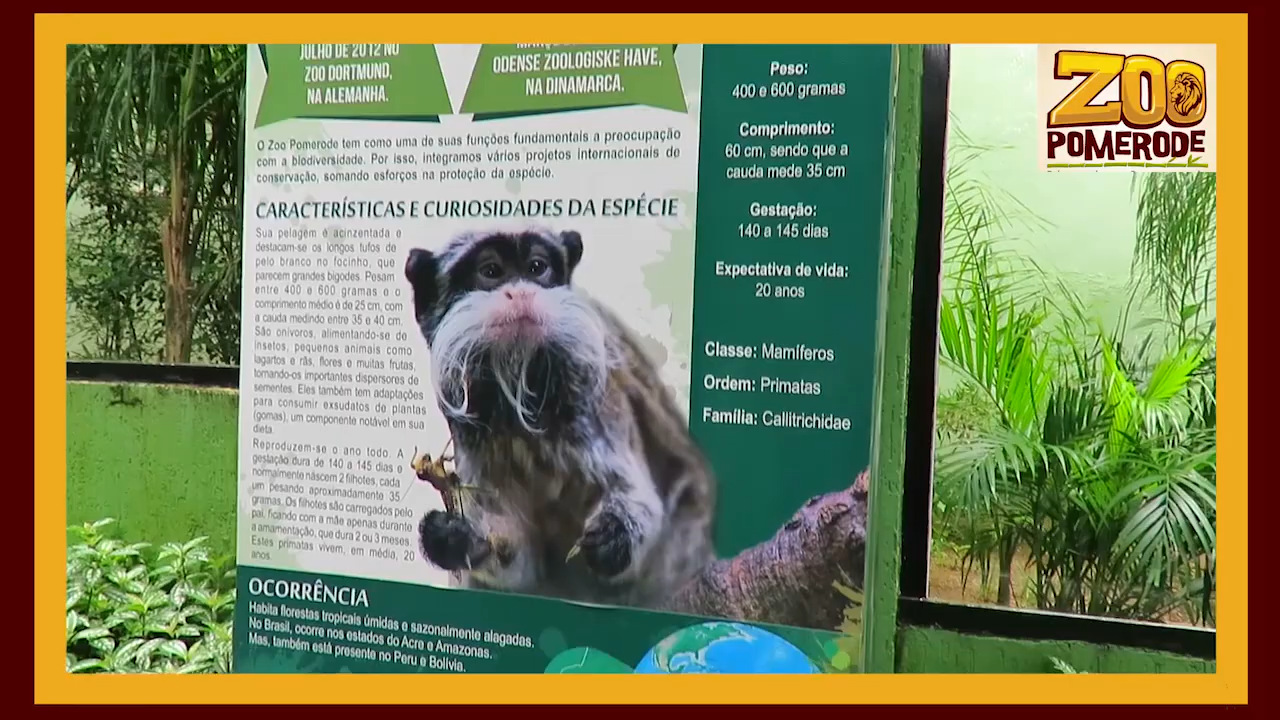 JULHO DE 2012 NO
ZOO DORTMUND,
NA ALEMANHA.
ODENSE ZOOLOGISKE HAVE,
NA DINAMARCA.
O Zoo Pomerode tem como uma de suas funções fundamentais a preocupação
com a biodiversidade. Por isso, integramos vários projetos internacionais de
conservação, somando esforços na proteção da espécie.
CARACTERÍSTICAS E CURIOSIDADES DA ESPÉCIE
Sua pelagem é acinzentada e
destacam-se os longos tufos de
pelo branco no focinho, que
parecem grandes bigodes. Pesam
entre 400 e 600 gramas e o
comprimento médio é de 25 cm, com
a cauda medindo entre 35 e 40 cm.
São onívoros, alimentando-se de
insetos, pequenos animais como
lagartos e rãs, flores e muitas frutas,
tornando-os importantes dispersores de
sementes. Eles também tem adaptações
para consumir exsudatos de plantas
(gomas), um componente notável em sua
dieta.
Reproduzem-se o ano todo. A
gestação dura de 140 a 145 dias e
normalmente nascem 2 filhotes, cada
um pesando aproximadamente 35
gramas. Os filhotes são carregados pelo
pai, ficando com a mãe apenas durante
a amamentação, que dura 2 ou 3 meses.
Estes primatas vivem, em média, 20
anos.
OCORRÊNCIA
Habita florestas tropicais úmidas e sazonalmente alagadas.
No Brasil, ocorre nos estados do Acre e Amazonas.
Mas, também está presente no Peru e Bolívia.
Peso:
400 e 600 gramas
Comprimento:
60 cm, sendo que a
cauda mede 35 cm
Gestação:
140 a 145 dias
Expectativa de vida:
20 anos
Classe: Mamíferos
Ordem: Primatas
Família: Callitrichidae
ZOO
POMERODE